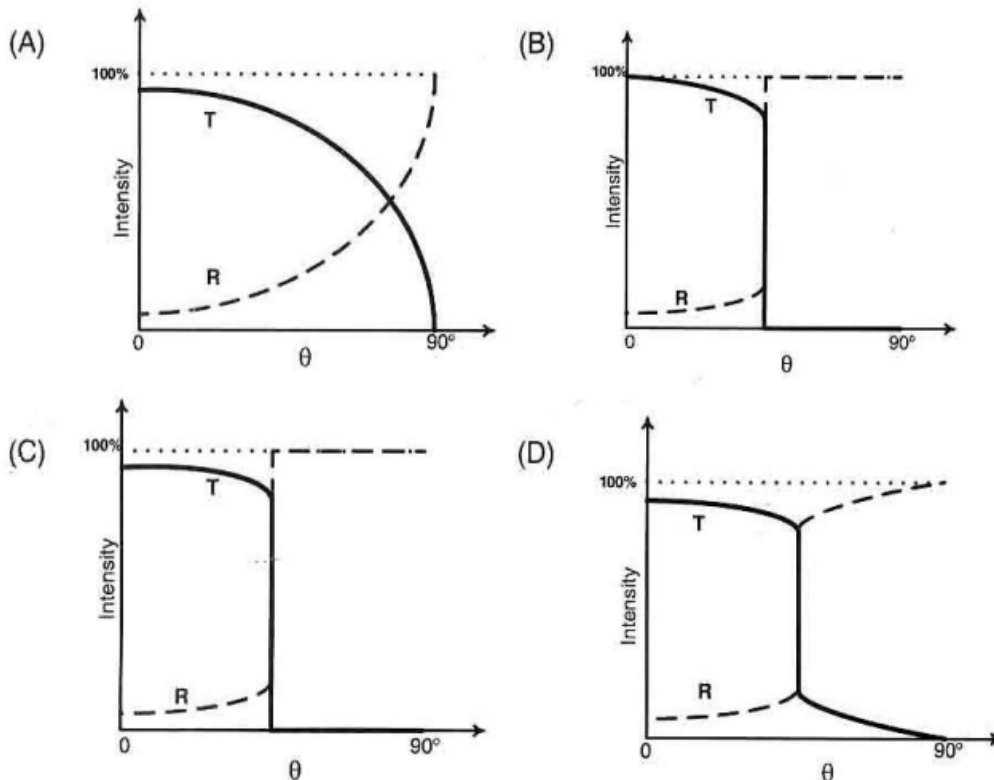 (A)
100%
T
Intensity
R
0
90°
θ
(B)
100%
T
Intensity
R
0
90°
θ
(C)
100%
T
Intensity
R
0
90°
θ
(D)
100%
T
Intensity
R
0
90°
θ